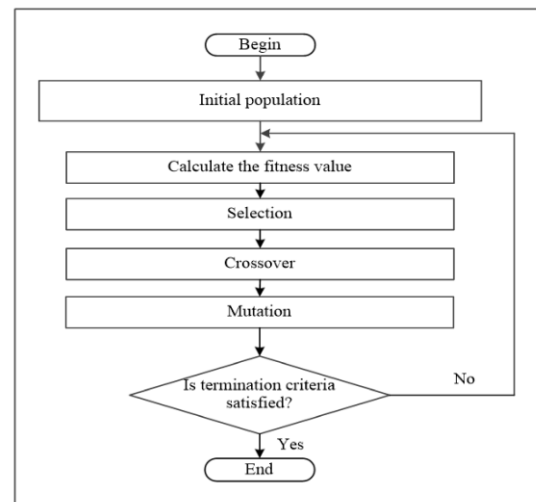 Begin
Initial population
Calculate the fitness value
Selection
Crossover
Mutation
Is termination criteria
satisfied?
No
Yes
End